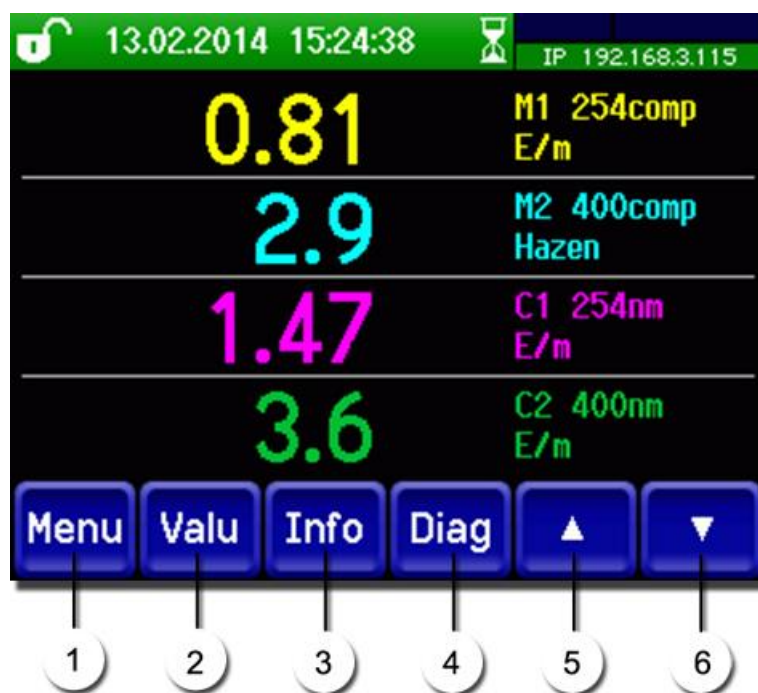 13.02.2014 15:24:38 IP 192.168.3.115
0.81 M1 254comp
E/m
2.9 M2 400comp
Hazen
1.47 C1 254nm
E/m
3.6 C2 400nm
E/m
Menu Valu Info Diag
1 2 3 4 5 6